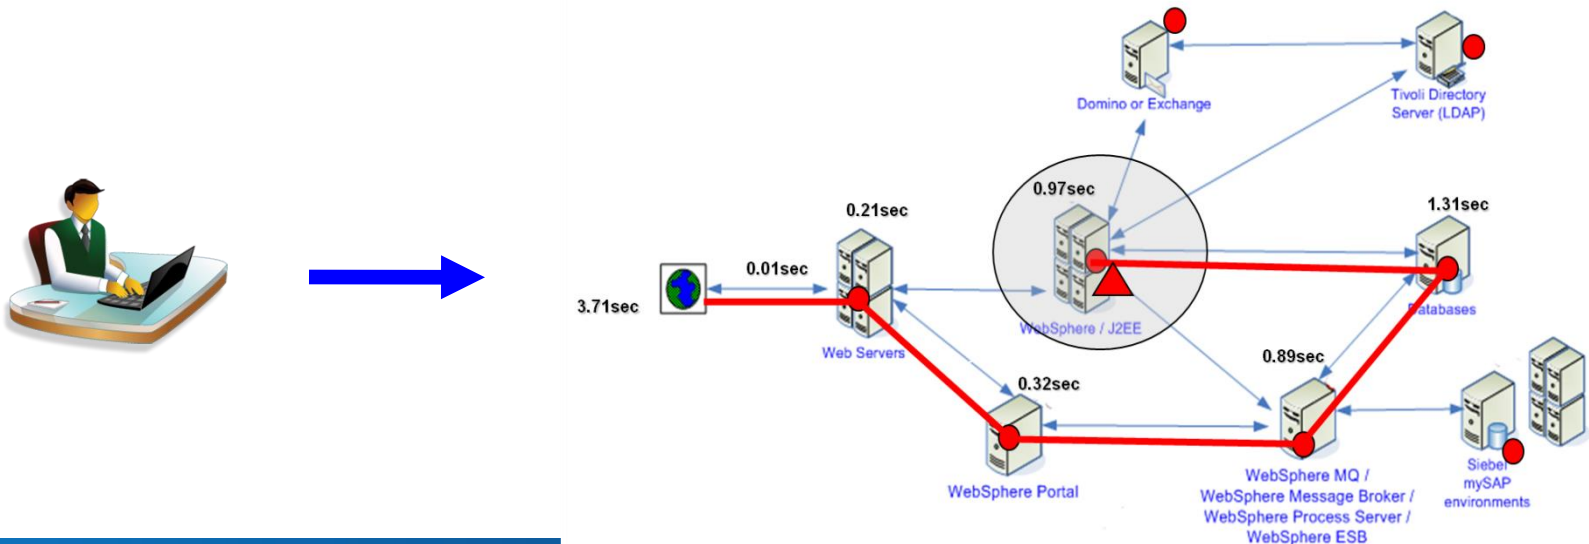 Domino or Exchange
Tivoli Directory
Server (LDAP)
0.97sec
1.31sec
0.21sec
0.01sec
3.71sec
WebSphere / J2EE
Databases
Web Servers
0.89sec
0.32sec
WebSphere Portal
WebSphere MQ /
WebSphere Message Broker /
WebSphere Process Server /
WebSphere ESB
Siebel
mySAP
environments